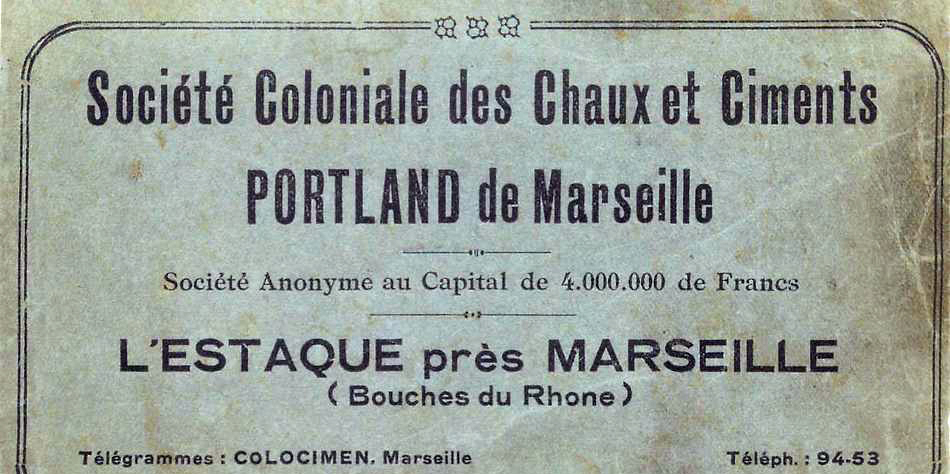 Société Coloniale des Chaux et Ciments
PORTLAND de Marseille
Société Anonyme au Capital de 4.000.000 de Francs
L'ESTAQUE près MARSEILLE
( Bouches du Rhone )
Télégrammes : COLOCIMEN. Marseille Téléph. : 94-53